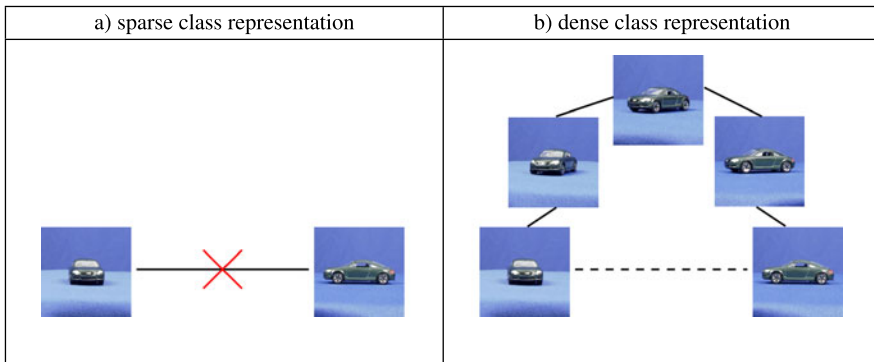 a) sparse class representation
b) dense class representation